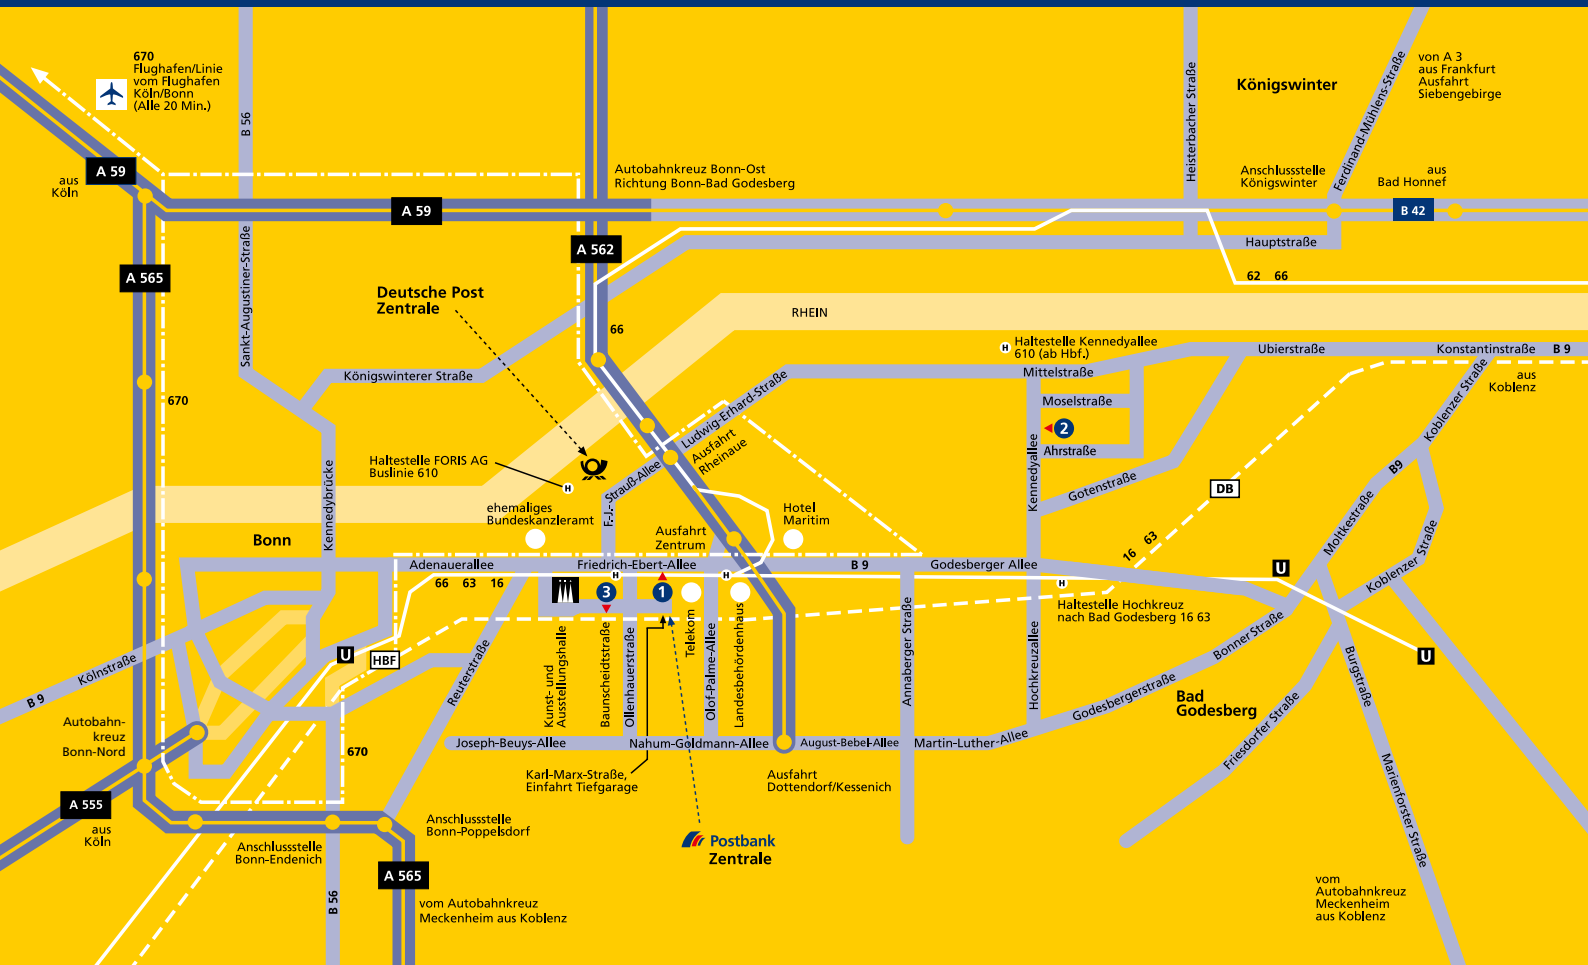 670
Flughafen/Linie
vom Flughafen
Köln/Bonn
(Alle 20 Min.)
B 56
Heisterbacher Straße
Königswinter
Ferdinand-Mühlens-Straße
von A 3
aus Frankfurt
Ausfahrt
Siebengebirge
A 59
aus
Köln
Autobahnkreuz Bonn-Ost
Richtung Bonn-Bad Godesberg
Anschlussstelle
Königswinter
aus
Bad Honnef
A 59
B 42
A 562
Hauptstraße
A 565
62 66
Sankt-Augustiner-Straße
Deutsche Post
Zentrale
RHEIN
66
H
Haltestelle Kennedyallee
610 (ab Hbf.)
Ubierstraße
Konstantinstraße
B 9
Königswinterer Straße
Mittelstraße
aus
Koblenz
670
Ludwig-Erhard-Straße
Moselstraße
Koblenzer Straße
2
Ausfahrt
Rheinaue
Ahrstraße
Haltestelle FORIS AG
Buslinie 610
H
F.-J.-Strauß-Allee
B9
Kennedybrücke
Kennedyallee
Gotenstraße
DB
ehemaliges
Bundeskanzleramt
Hotel
Maritim
Ausfahrt
Zentrum
Moltkestraße
Koblenzer Straße
Bonn
16 63
Adenauerallee
Friedrich-Ebert-Allee
B 9
Godesberger Allee
U
66 63 16
H
H
H
3
1
Haltestelle Hochkreuz
nach Bad Godesberg 16 63
Kölnstraße
B 9
U
HBF
Reuterstraße
Kunst- und
Ausstellungshalle
Baunscheidtstraße
Ollenhauerstraße
Telekom
Olof-Palme-Allee
Landesbehördenhaus
Annaberger Straße
Hochkreuzallee
Bonner Straße
U
Burgstraße
Godesbergerstraße
Bad
Godesberg
Friesdorfer Straße
Autobahn-
kreuz
Bonn-Nord
670
Joseph-Beuys-Allee
Nahum-Goldmann-Allee
August-Bebel-Allee
Martin-Luther-Allee
Karl-Marx-Straße,
Einfahrt Tiefgarage
Ausfahrt
Dottendorf/Kessenich
Marienforster Straße
A 555
aus
Köln
Anschlussstelle
Bonn-Poppelsdorf
Anschlussstelle
Bonn-Endenich
Postbank
Zentrale
A 565
B 56
vom Autobahnkreuz
Meckenheim aus Koblenz
vom
Autobahnkreuz
Meckenheim
aus Koblenz